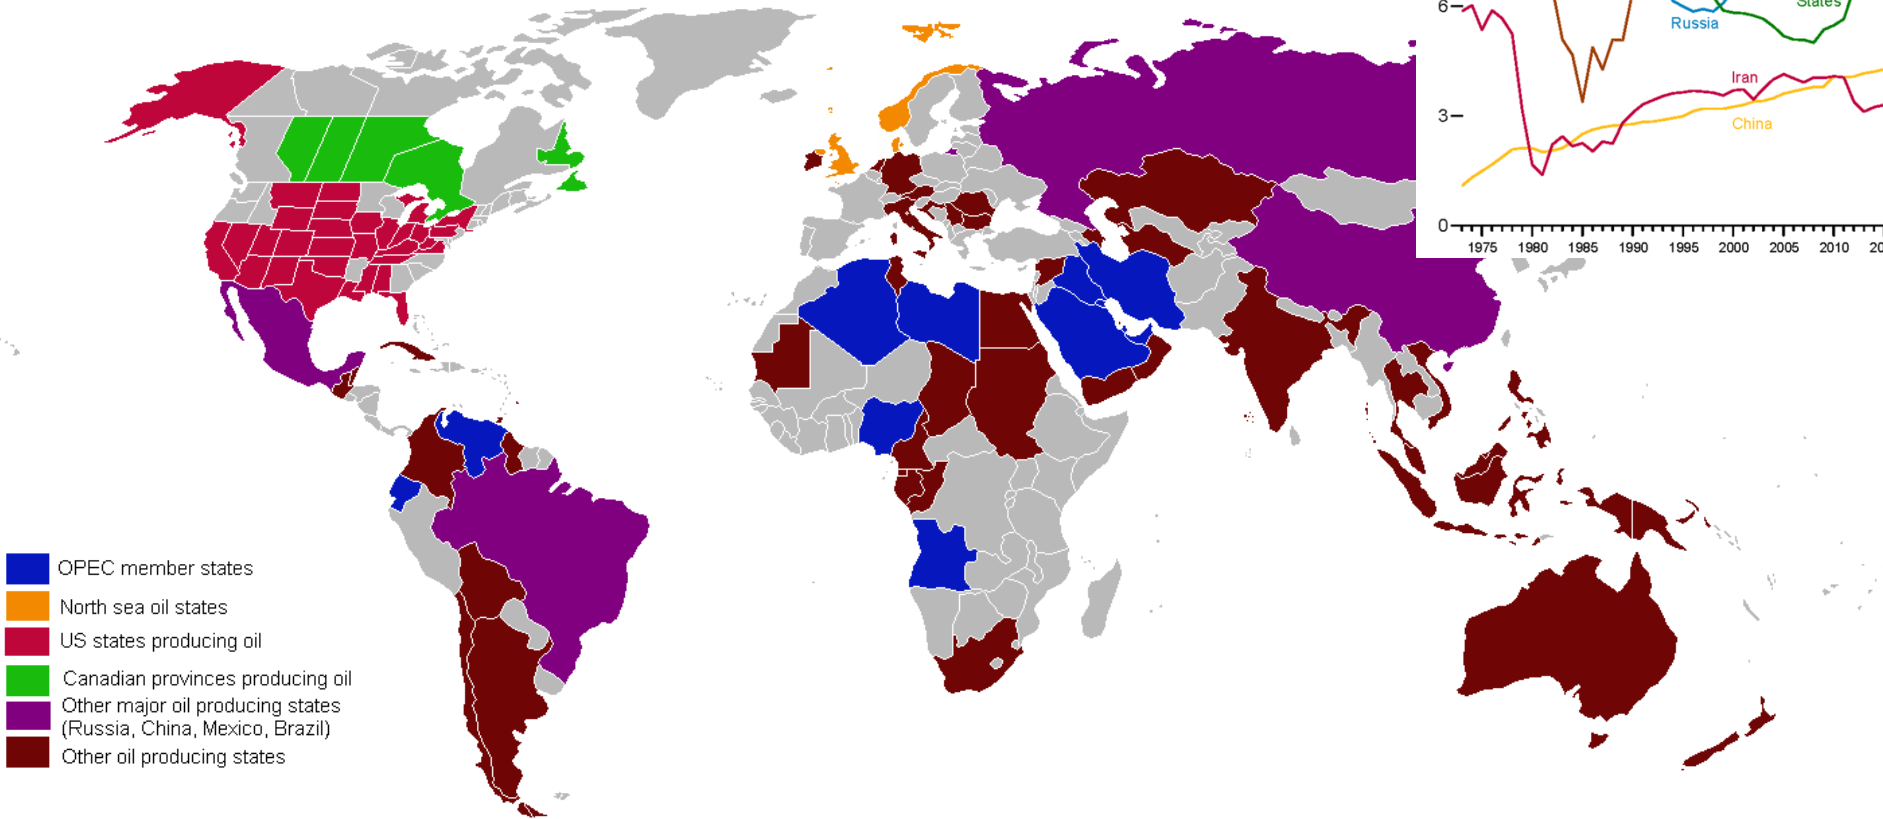 6
States
Russia
Iran
3
China
0
1975 1980 1985 1990 1995 2000 2005 2010 20
OPEC member states
North sea oil states
US states producing oil
Canadian provinces producing oil
Other major oil producing states
(Russia, China, Mexico, Brazil)
Other oil producing states